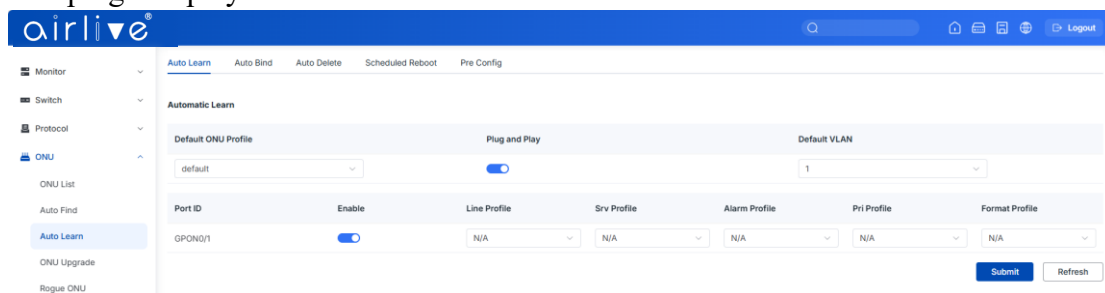 airlive®
Logout
Monitor
Switch
Protocol
ONU
ONU List
Auto Find
Auto Learn
ONU Upgrade
Rogue ONU
Auto Learn Auto Bind Auto Delete Scheduled Reboot Pre Config
Automatic Learn
Default ONU Profile Plug and Play Default VLAN
default 1
Port ID Enable Line Profile Srv Profile Alarm Profile Pri Profile Format Profile
GPON0/1 N/A N/A N/A N/A N/A
Submit Refresh